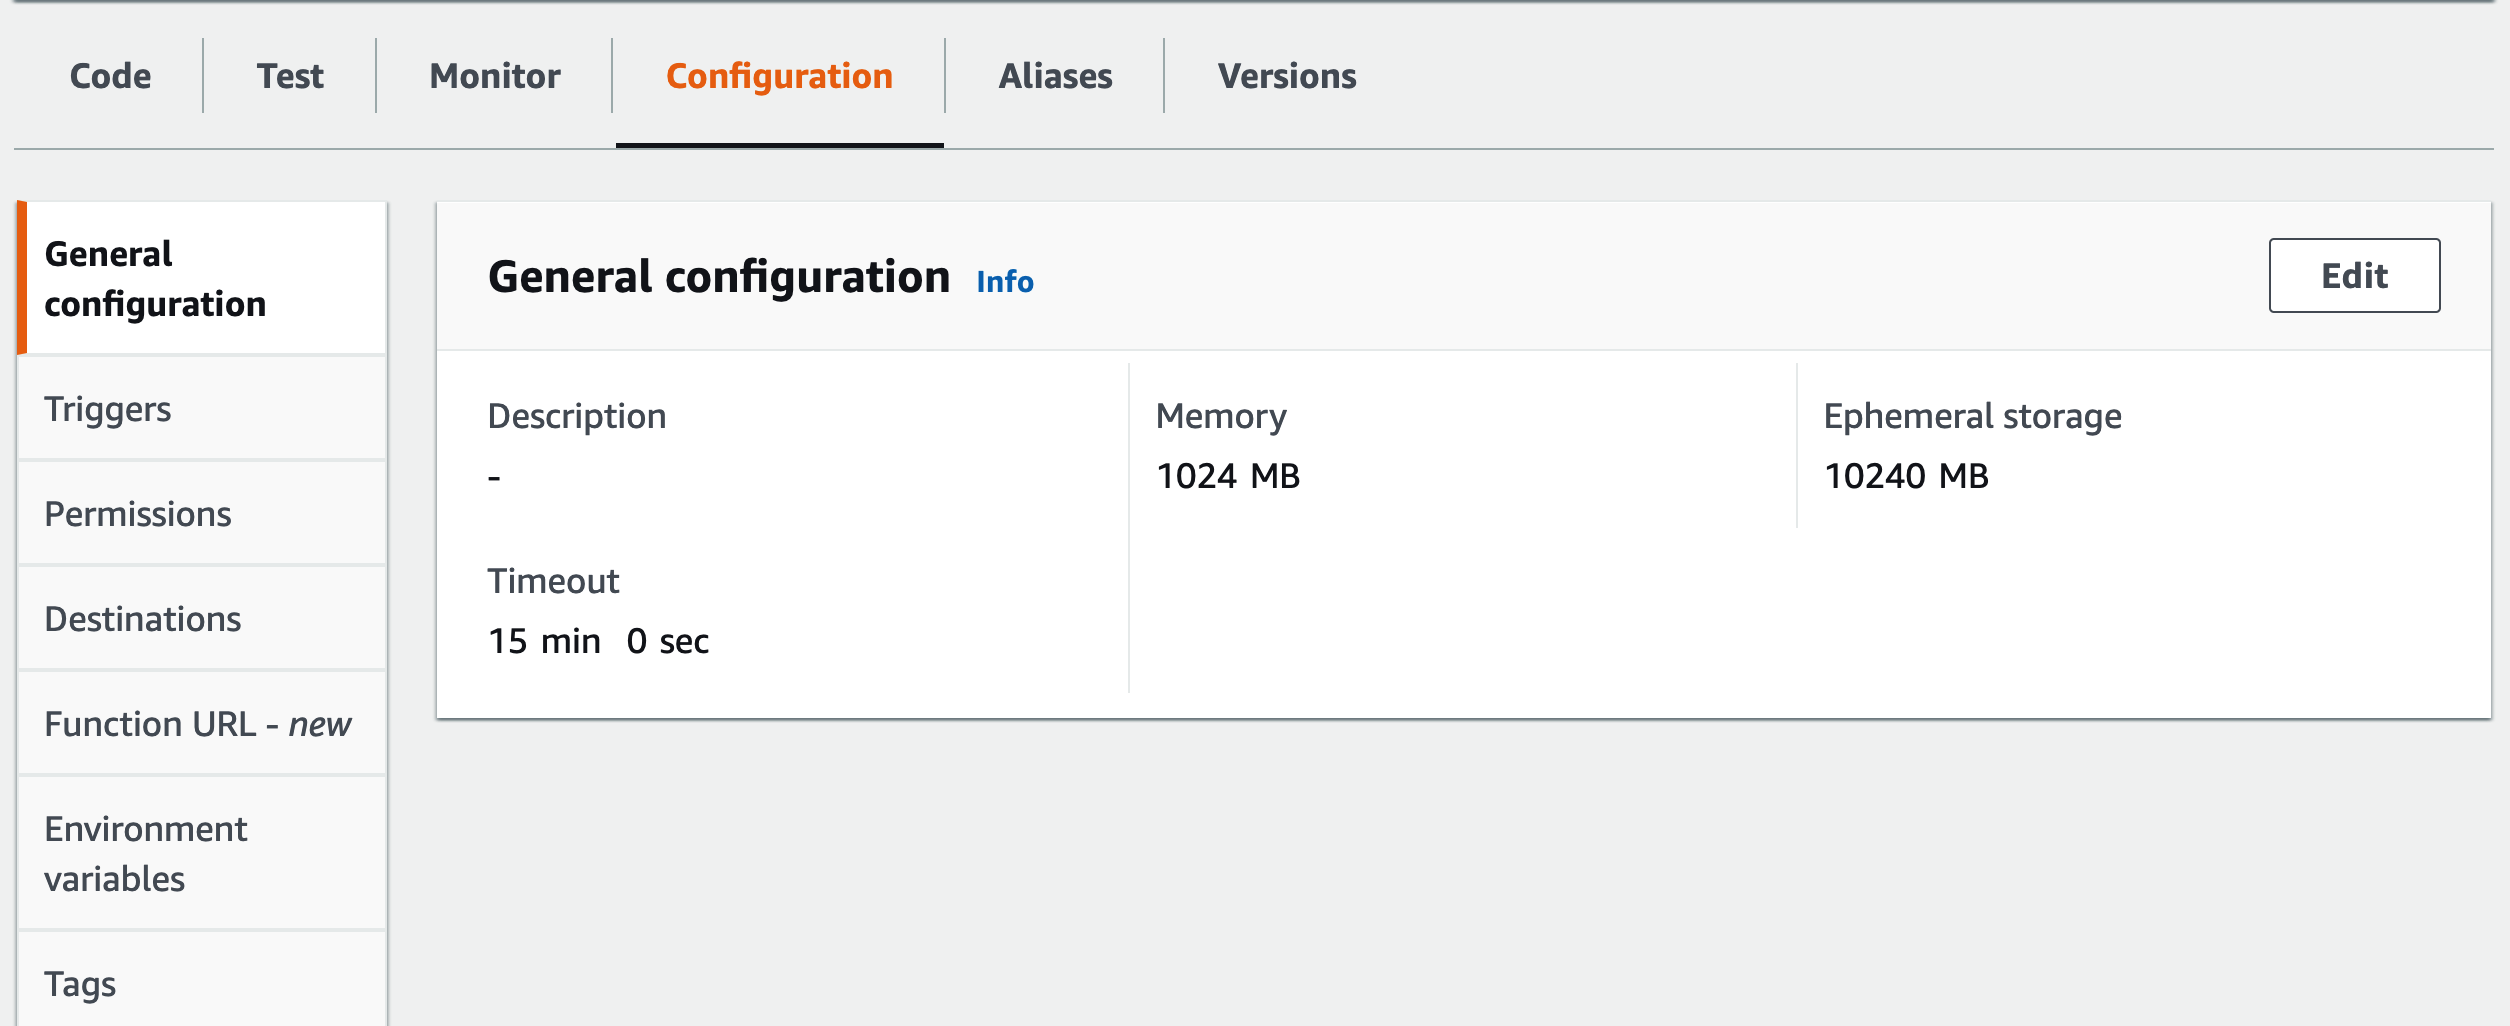 Code Test Monitor Configuration Aliases Versions
General
configuration
Triggers
Permissions
Destinations
Function URL - new
Environment
variables
Tags
General configuration Info
Edit
Description
-
Memory
1024 MB
Ephemeral storage
10240 MB
Timeout
15 min 0 sec